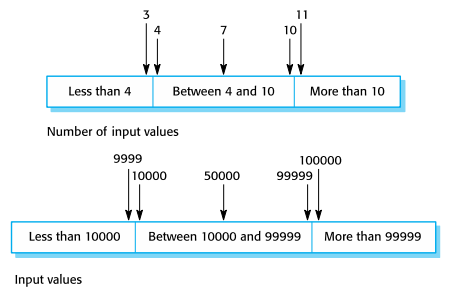 3
11
4
7
10
Less than 4
Between 4 and 10
More than 10
Number of input values
9999
100000
10000
50000
99999
Less than 10000
Between 10000 and 99999
More than 99999
Input values